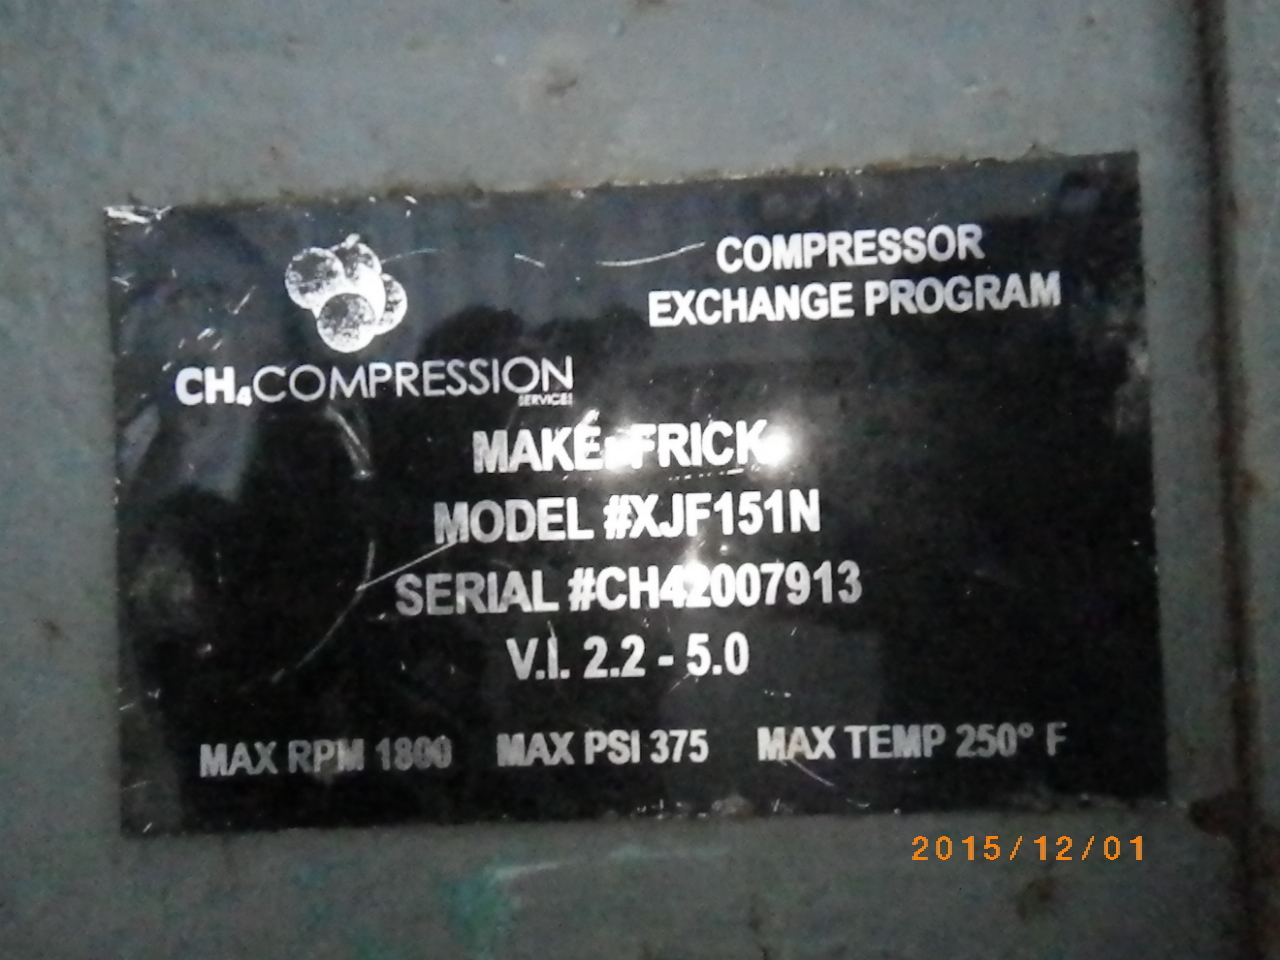 COMPRESSOR
EXCHANGE PROGRAM
CH₄COMPRESSION
SERVICES
MAKE: FRICK
MODEL #XJF151N
SERIAL #CH42007913
V.I. 2.2 - 5.0
MAX RPM 1800 MAX PSI 375 MAX TEMP 250° F
2015/12/01